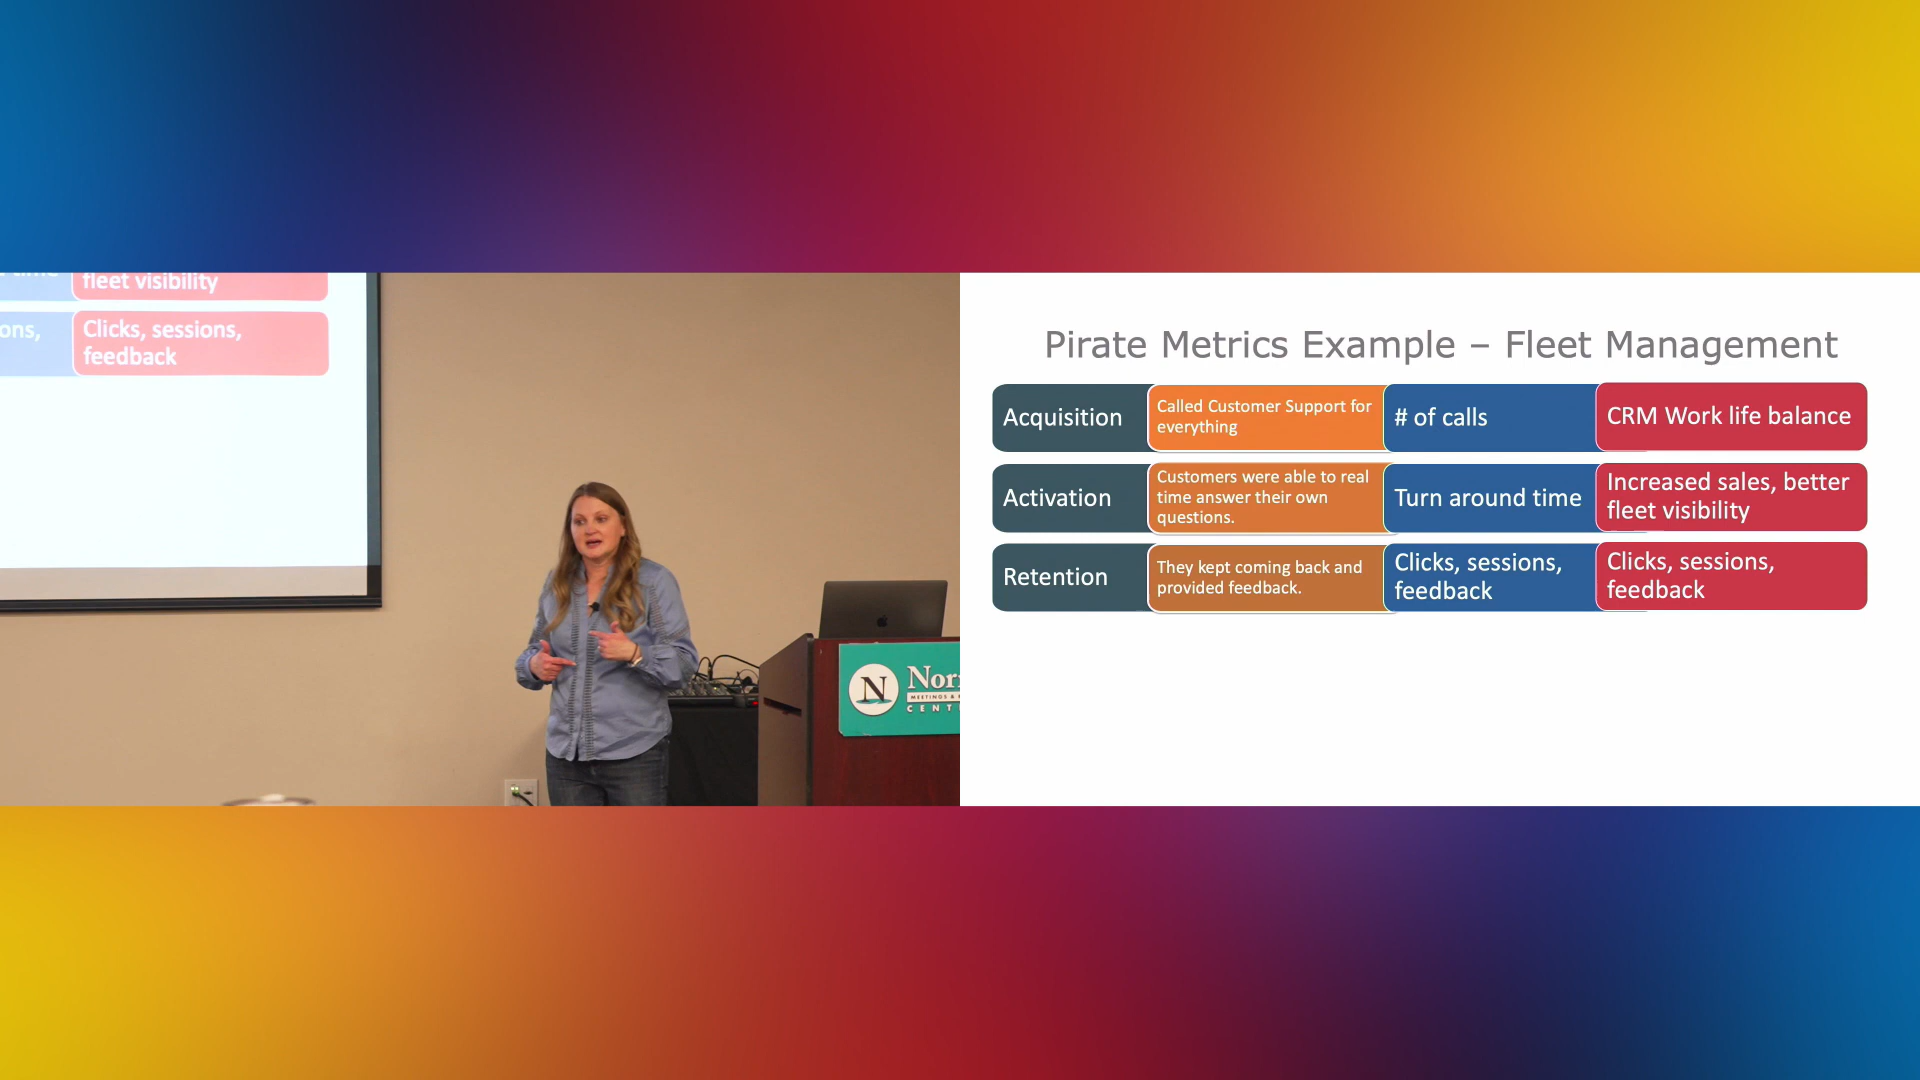 fleet visibility
ons,
Clicks, sessions,
feedback
N
MEETINGS &
Pirate Metrics Example – Fleet Management
Acquisition
Called Customer Support for
everything
# of calls
CRM Work life balance
Activation
Customers were able to real
time answer their own
questions.
Turn around time
Increased sales, better
fleet visibility
Retention
They kept coming back and
provided feedback.
Clicks, sessions,
feedback
Clicks, sessions,
feedback